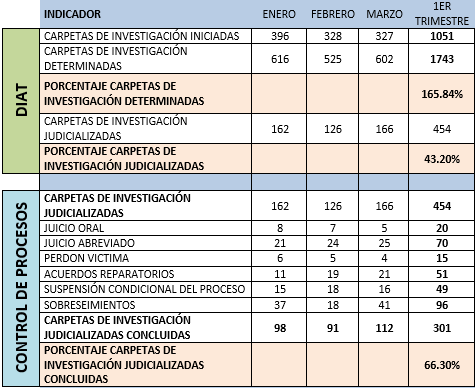 INDICADOR ENERO FEBRERO MARZO 1ER TRIMESTRE
DIAT
CARPETAS DE INVESTIGACIÓN INICIADAS 396 328 327 1051
CARPETAS DE INVESTIGACIÓN
DETERMINADAS 616 525 602 1743
PORCENTAJE CARPETAS DE
INVESTIGACIÓN DETERMINADAS 165.84%
CARPETAS DE INVESTIGACIÓN
JUDICIALIZADAS 162 126 166 454
PORCENTAJE CARPETAS DE
INVESTIGACIÓN JUDICIALIZADAS 43.20%
CONTROL DE PROCESOS
CARPETAS DE INVESTIGACIÓN
JUDICIALIZADAS 162 126 166 454
JUICIO ORAL 8 7 5 20
JUICIO ABREVIADO 21 24 25 70
PERDON VICTIMA 6 5 4 15
ACUERDOS REPARATORIOS 11 19 21 51
SUSPENSIÓN CONDICIONAL DEL PROCESO 15 18 16 49
SOBRESEIMIENTOS 37 18 41 96
CARPETAS DE INVESTIGACIÓN
JUDICIALIZADAS CONCLUIDAS 98 91 112 301
PORCENTAJE CARPETAS DE
INVESTIGACIÓN JUDICIALIZADAS
CONCLUIDAS 66.30%